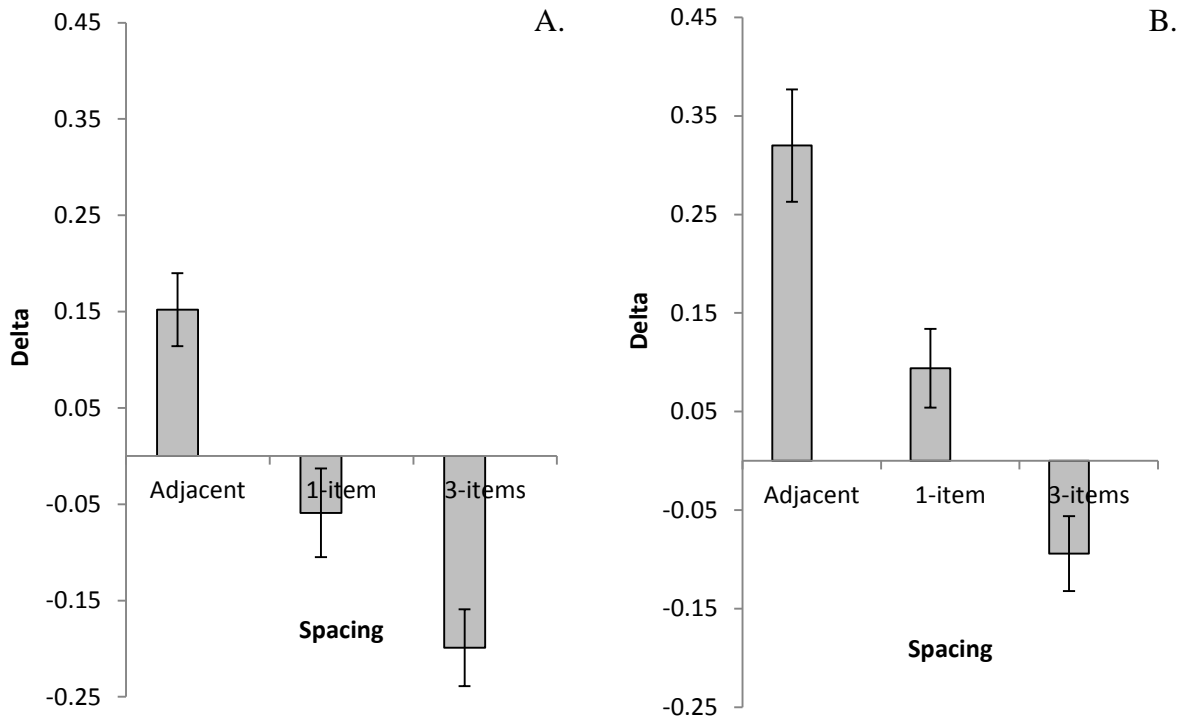 A.
0.45
0.35
0.25
0.15
0.05
-0.05
-0.15
-0.25
Delta
Adjacent
1-item
3-items
Spacing
B.
0.45
0.35
0.25
0.15
0.05
-0.05
-0.15
-0.25
Delta
Adjacent
1-item
3-items
Spacing